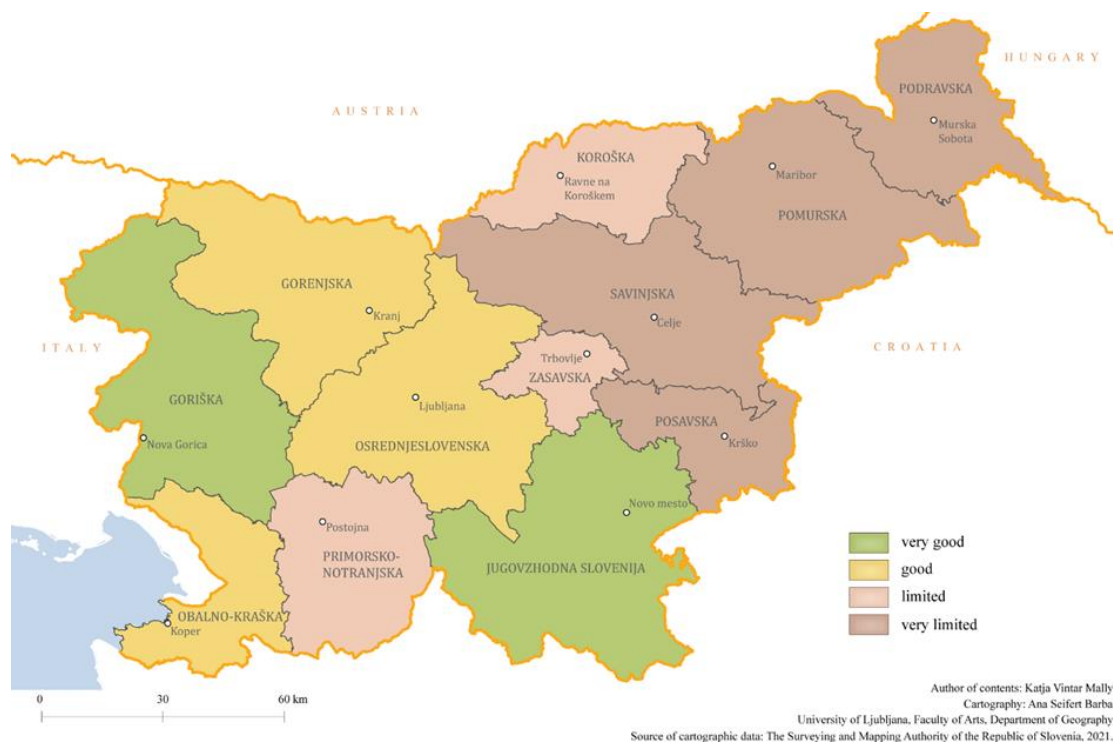 HUNGARY
PODRAVSKA
AUSTRIA
Murska
Sobota
KOROŠKA
Maribor
Ravne na
Koroškem
POMURSKA
GORENJSKA
SAVINJSKA
Kranj
Celje
ITALY
CROATIA
Trbovlje
ZASAVSKA
GORIŠKA
Ljubljana
POSAVSKA
Nova Gorica
OSREDNJESLOVENSKA
Krško
Novo mesto
Postojna
PRIMORSKO-
NOTRANJSKA
JUGOVZHODNA SLOVENIJA
OBALNO-KRAŠKA
Koper
very good
good
limited
very limited
0 30 60 km
Author of contents: Katja Vintar Mally
Cartography: Ana Seifert Barba
University of Ljubljana, Faculty of Arts, Department of Geography
Source of cartographic data: The Surveying and Mapping Authority of the Republic of Slovenia, 2021.